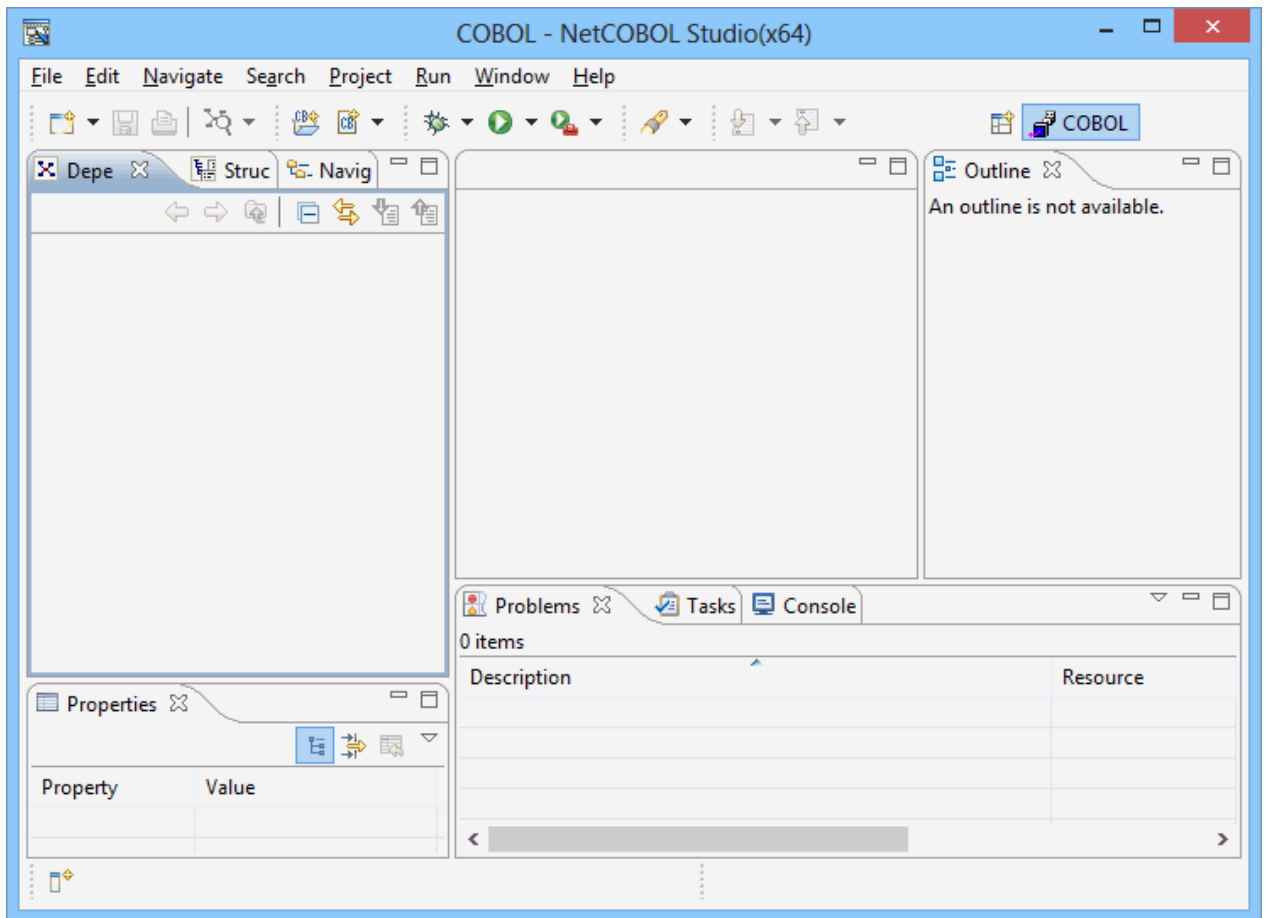 COBOL - NetCOBOL Studio(x64)
File Edit Navigate Search Project Run Window Help
COBOL
Depe Struc Navig
Outline
An outline is not available.
Problems Tasks Console
0 items
Description Resource
Properties
Property Value